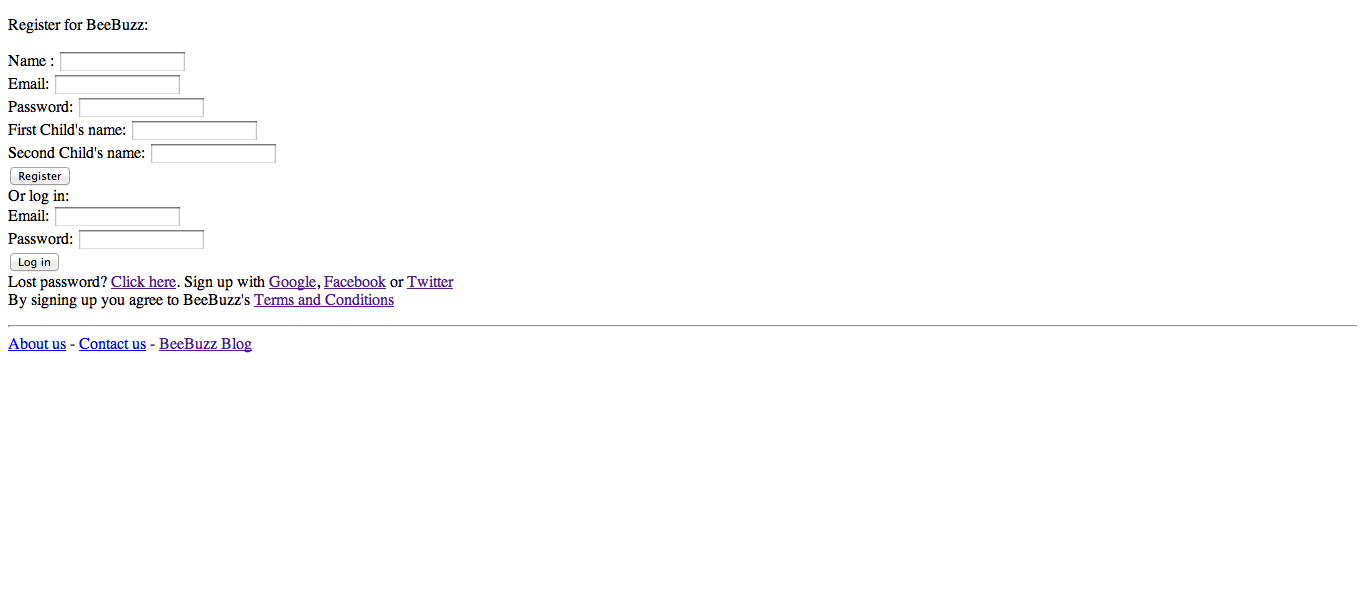 Register for BeeBuzz:
Name :
Email:
Password:
First Child's name:
Second Child's name:
Register
Or log in:
Email:
Password:
Log in
Lost password? Click here. Sign up with Google, Facebook or Twitter
By signing up you agree to BeeBuzz's Terms and Conditions
About us - Contact us - BeeBuzz Blog